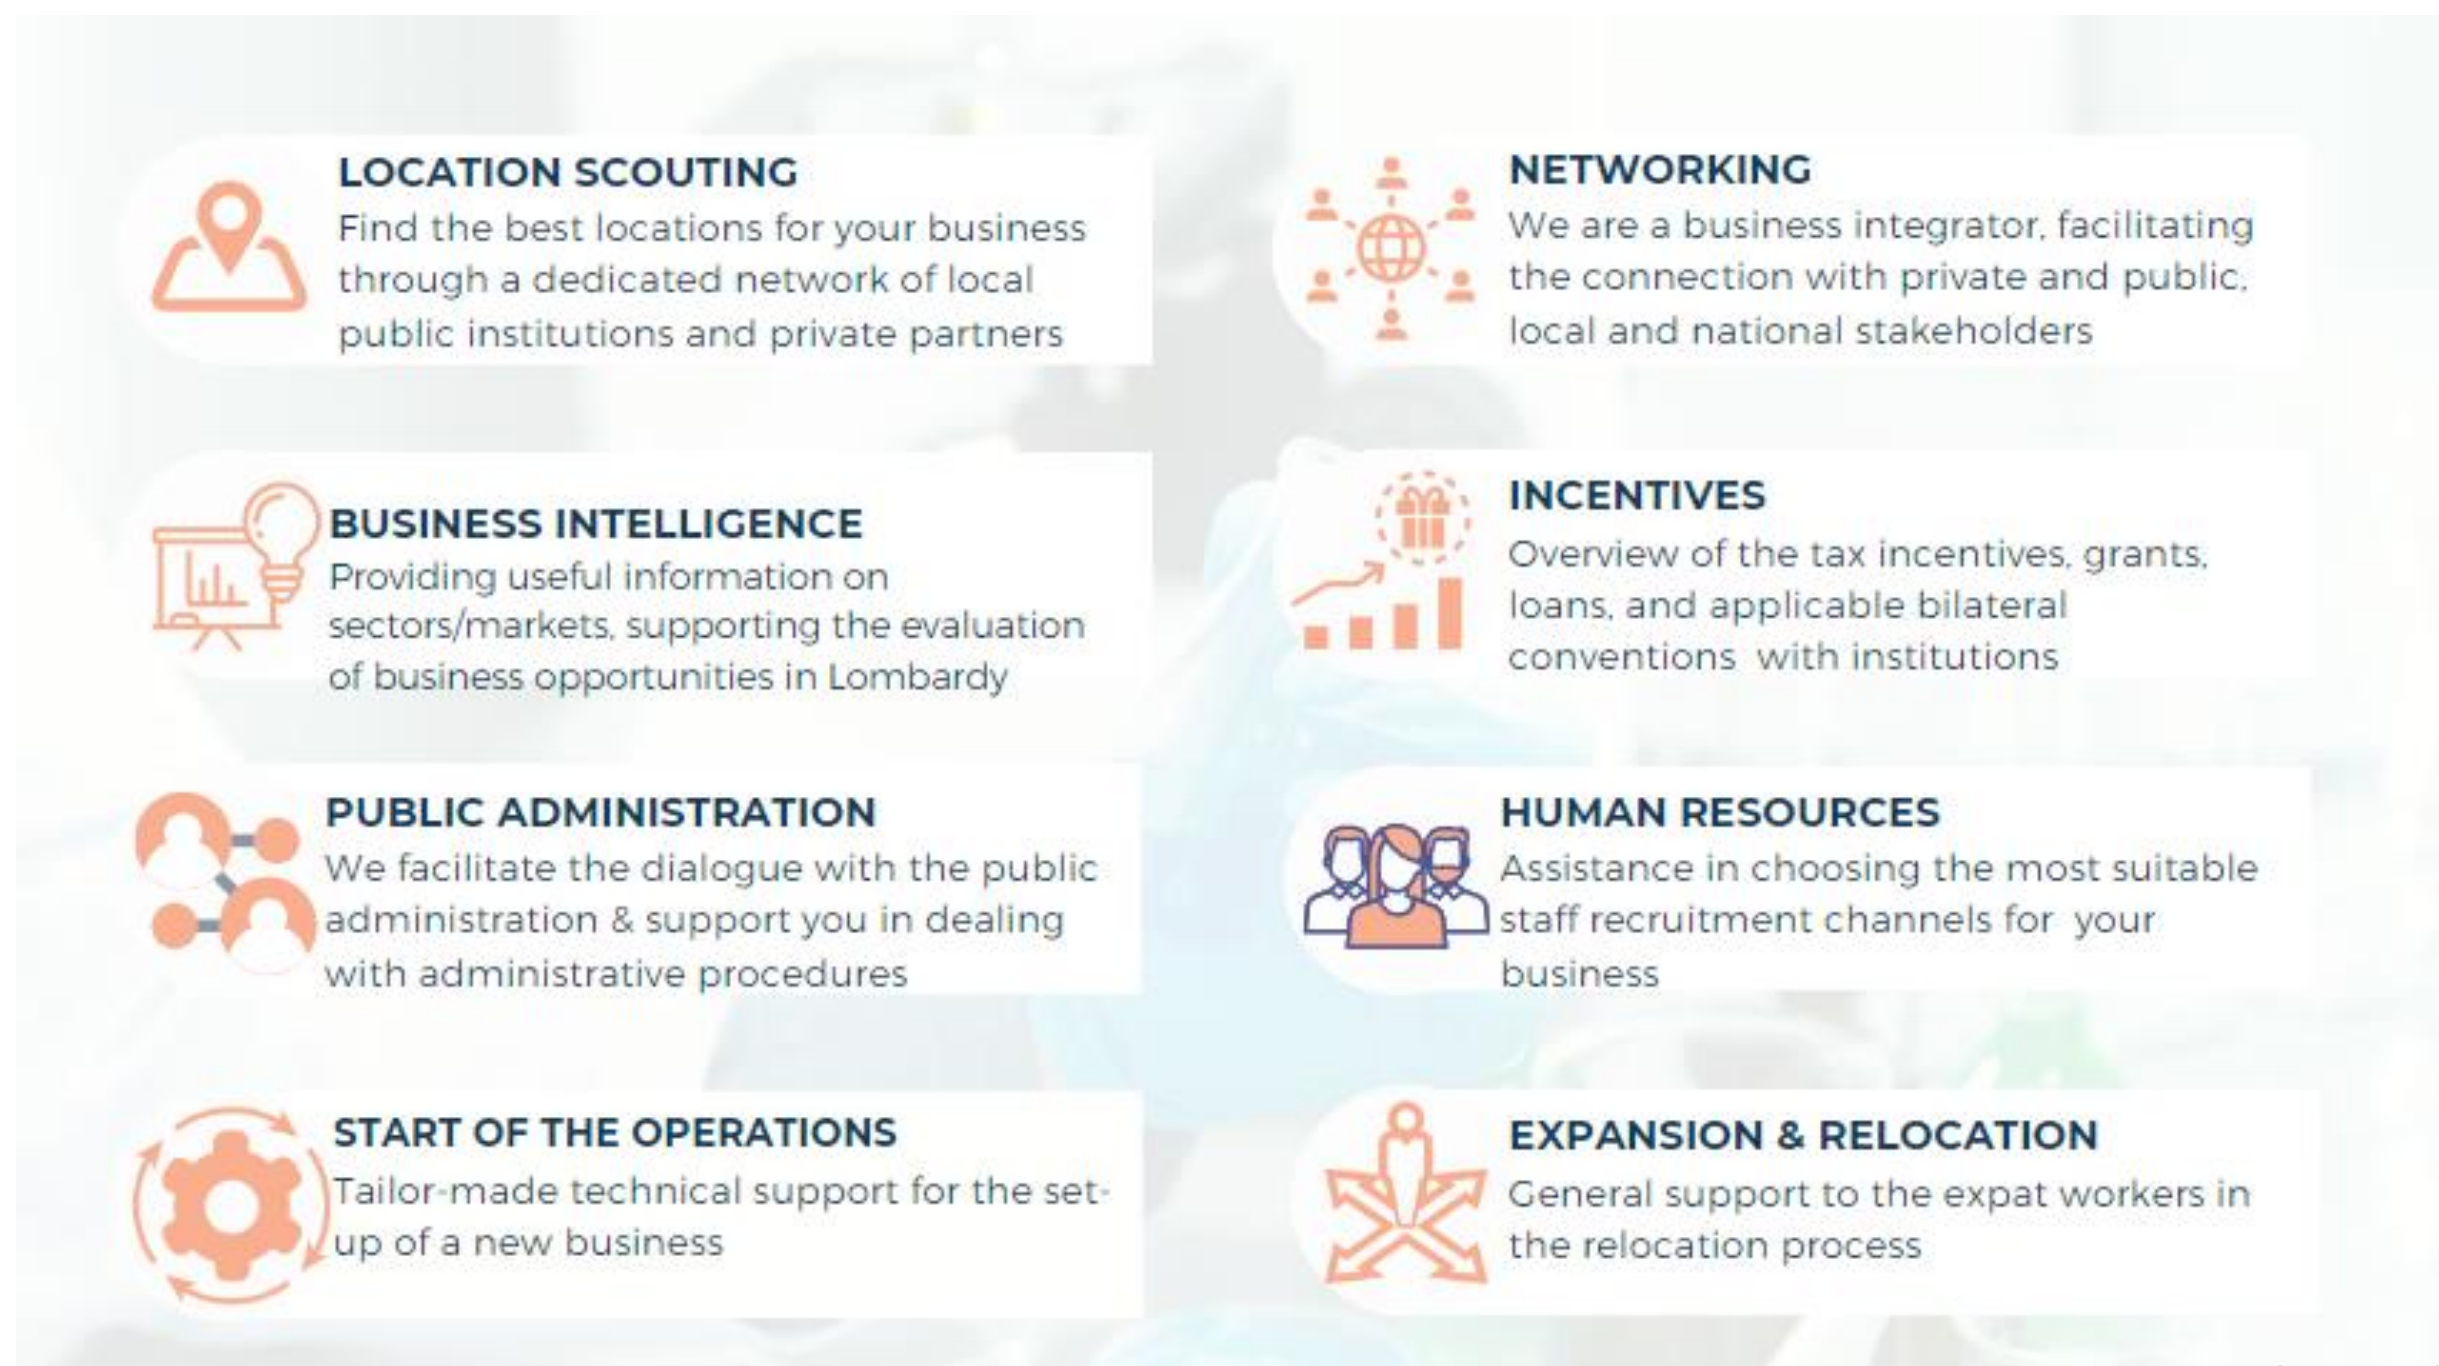 LOCATION SCOUTING
Find the best locations for your business
through a dedicated network of local
public institutions and private partners
NETWORKING
We are a business integrator, facilitating
the connection with private and public,
local and national stakeholders
BUSINESS INTELLIGENCE
Providing useful information on
sectors/markets, supporting the evaluation
of business opportunities in Lombardy
INCENTIVES
Overview of the tax incentives, grants,
loans, and applicable bilateral
conventions with institutions
PUBLIC ADMINISTRATION
We facilitate the dialogue with the public
administration & support you in dealing
with administrative procedures
HUMAN RESOURCES
Assistance in choosing the most suitable
staff recruitment channels for your
business
START OF THE OPERATIONS
Tailor-made technical support for the set-
up of a new business
EXPANSION & RELOCATION
General support to the expat workers in
the relocation process